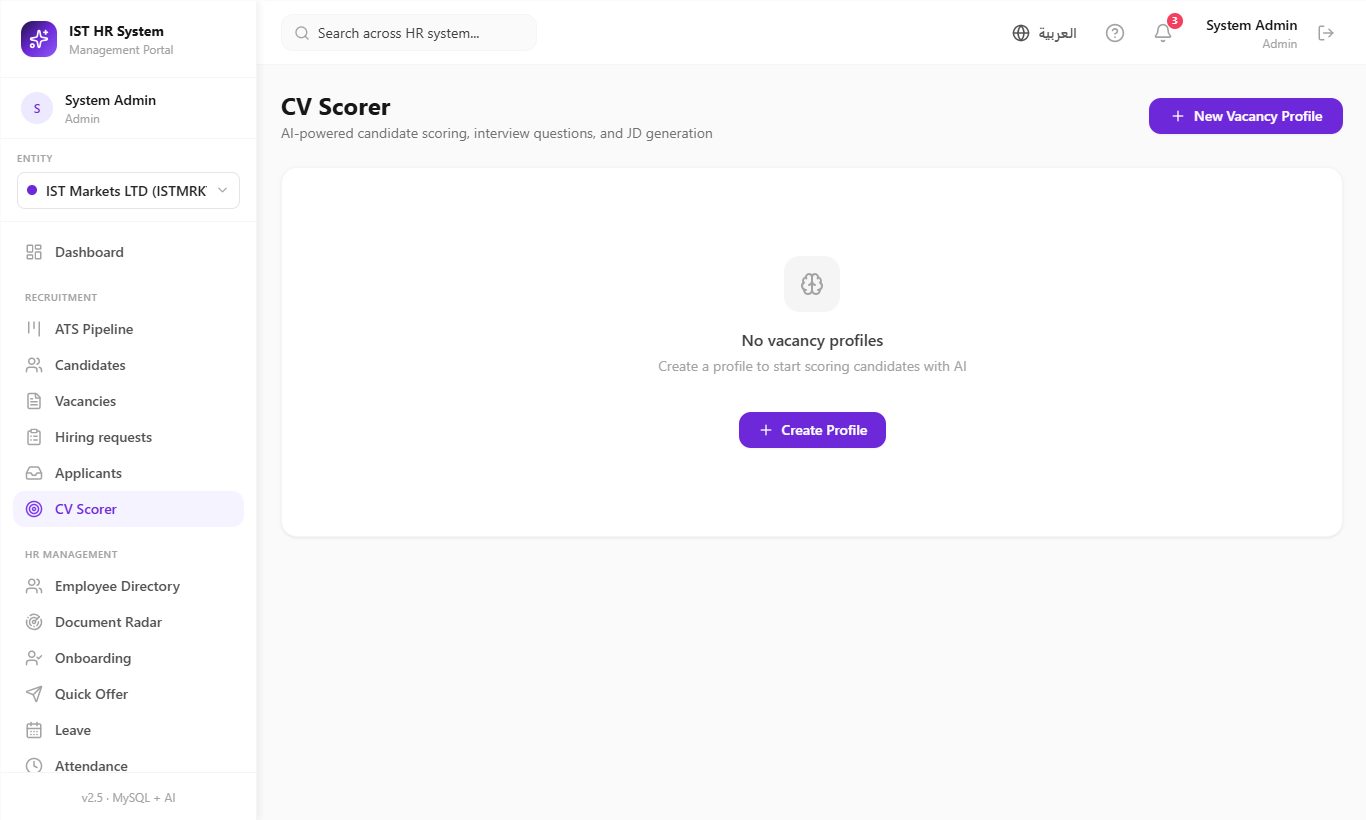 IST HR System
Management Portal
S
System Admin
Admin
ENTITY
IST Markets LTD (ISTMRK
Dashboard
RECRUITMENT
ATS Pipeline
Candidates
Vacancies
Hiring requests
Applicants
CV Scorer
HR MANAGEMENT
Employee Directory
Document Radar
Onboarding
Quick Offer
Leave
Attendance
v2.5 · MySQL + AI
Search across HR system...
العربية
3
System Admin
Admin
CV Scorer
AI-powered candidate scoring, interview questions, and JD generation
New Vacancy Profile
No vacancy profiles
Create a profile to start scoring candidates with AI
Create Profile